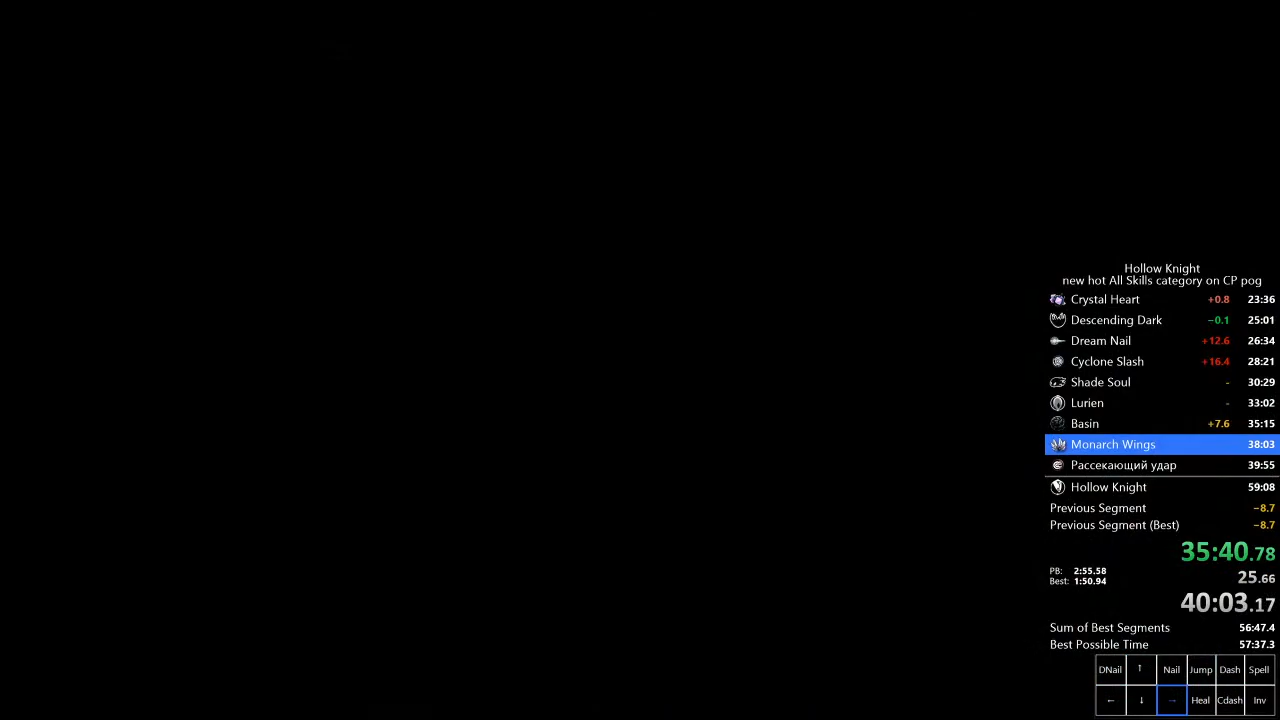 Hollow Knight
new hot All Skills category on CP pog
Crystal Heart +0.8 23:36
Descending Dark −0.1 25:01
Dream Nail +12.6 26:34
Cyclone Slash +16.4 28:21
Shade Soul - 30:29
Lurien - 33:02
Basin +7.6 35:15
Monarch Wings 38:03
Рассекающий удар 39:55
Hollow Knight 59:08
Previous Segment −8.7
Previous Segment (Best) −8.7
35:40.78
PB: 2:55.58
Best: 1:50.94
25.66
40:03.17
Sum of Best Segments 56:47.4
Best Possible Time 57:37.3
DNail ↑ Nail Jump Dash Spell
← ↓ → Heal Cdash Inv